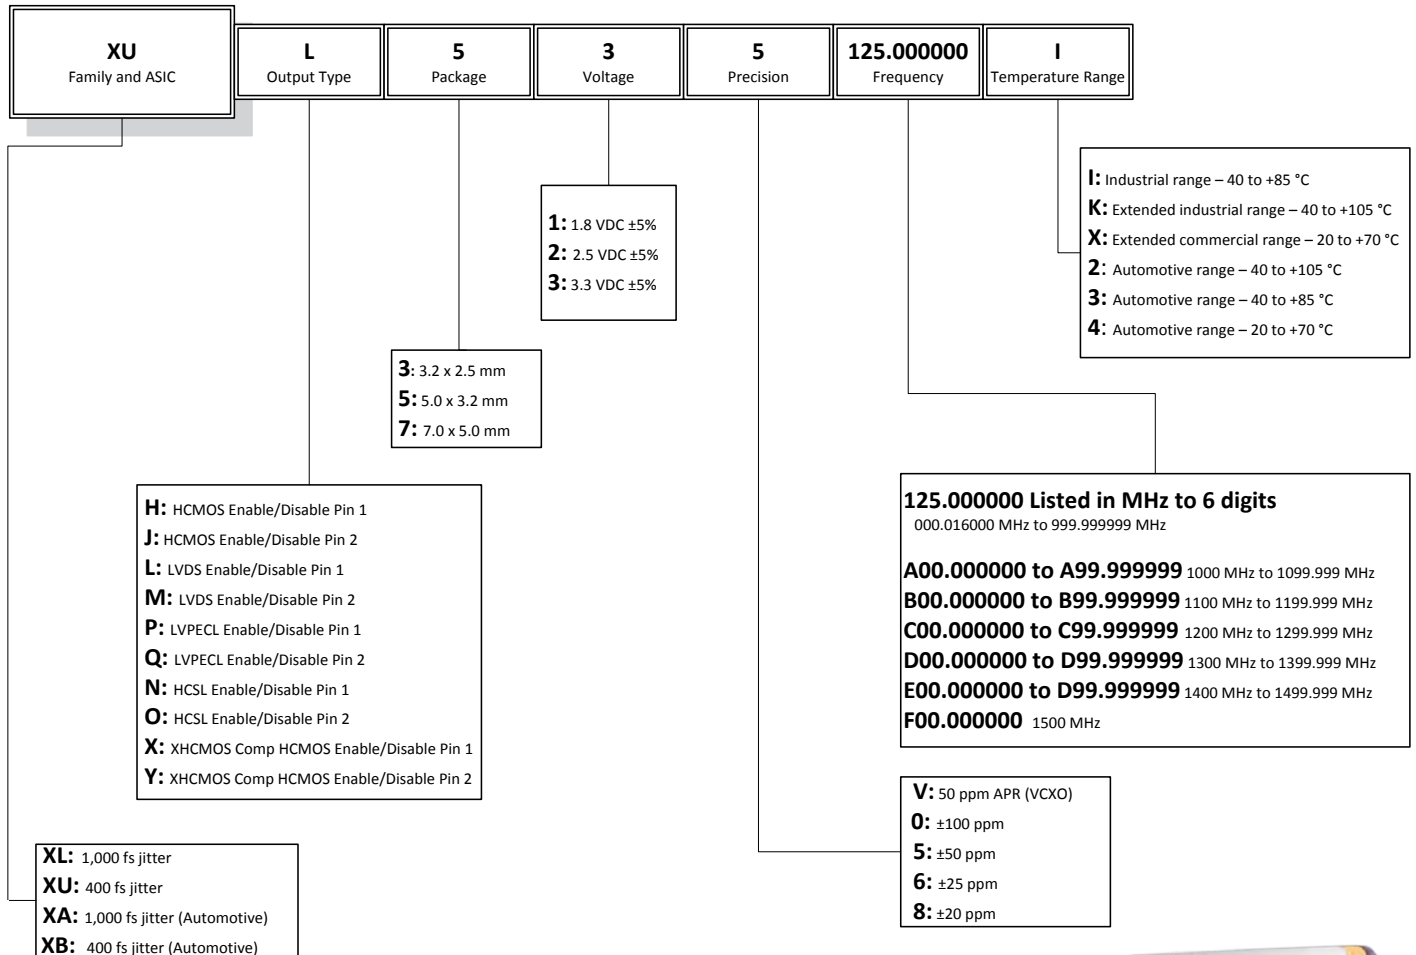 XU
Family and ASIC
L
Output Type
5
Package
3
Voltage
5
Precision
125.000000
Frequency
I
Temperature Range
I: Industrial range – 40 to +85 °C
K: Extended industrial range – 40 to +105 °C
X: Extended commercial range – 20 to +70 °C
2: Automotive range – 40 to +105 °C
3: Automotive range – 40 to +85 °C
4: Automotive range – 20 to +70 °C
1: 1.8 VDC ±5%
2: 2.5 VDC ±5%
3: 3.3 VDC ±5%
3: 3.2 x 2.5 mm
5: 5.0 x 3.2 mm
7: 7.0 x 5.0 mm
H: HCMOS Enable/Disable Pin 1
J: HCMOS Enable/Disable Pin 2
L: LVDS Enable/Disable Pin 1
M: LVDS Enable/Disable Pin 2
P: LVPECL Enable/Disable Pin 1
Q: LVPECL Enable/Disable Pin 2
N: HCSL Enable/Disable Pin 1
O: HCSL Enable/Disable Pin 2
X: XHCMOS Comp HCMOS Enable/Disable Pin 1
Y: XHCMOS Comp HCMOS Enable/Disable Pin 2
125.000000 Listed in MHz to 6 digits
000.016000 MHz to 999.999999 MHz
A00.000000 to A99.999999 1000 MHz to 1099.999 MHz
B00.000000 to B99.999999 1100 MHz to 1199.999 MHz
C00.000000 to C99.999999 1200 MHz to 1299.999 MHz
D00.000000 to D99.999999 1300 MHz to 1399.999 MHz
E00.000000 to D99.999999 1400 MHz to 1499.999 MHz
F00.000000 1500 MHz
V: 50 ppm APR (VCXO)
0: ±100 ppm
5: ±50 ppm
6: ±25 ppm
8: ±20 ppm
XL: 1,000 fs jitter
XU: 400 fs jitter
XA: 1,000 fs jitter (Automotive)
XB: 400 fs jitter (Automotive)